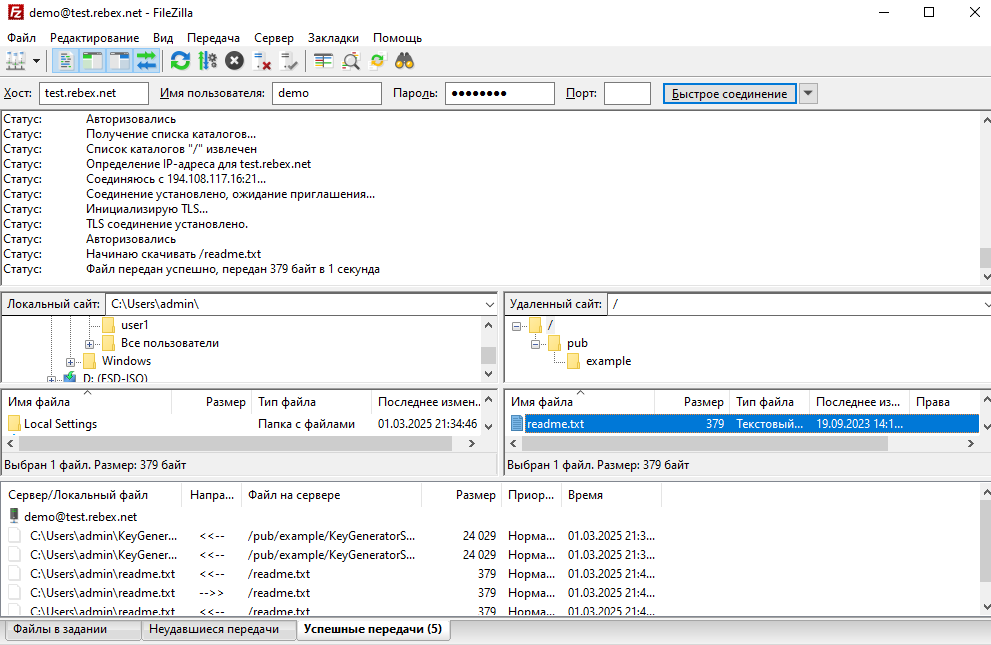 demo@test.rebex.net - FileZilla
Файл Редактирование Вид Передача Сервер Закладки Помощь
Хост: test.rebex.net Имя пользователя: demo Пароль: ●●●●●●●● Порт: Быстрое соединение
Статус: Авторизовались
Статус: Получение списка каталогов...
Статус: Список каталогов "/" извлечен
Статус: Определение IP-адреса для test.rebex.net
Статус: Соединяюсь с 194.108.117.16:21...
Статус: Соединение установлено, ожидание приглашения...
Статус: Инициализирую TLS...
Статус: TLS соединение установлено.
Статус: Авторизовались
Статус: Начинаю скачивать /readme.txt
Статус: Файл передан успешно, передан 379 байт в 1 секунда
Локальный сайт: C:\Users\admin\
user1
Все пользователи
Windows
D: (ESD-ISO)
Имя файла Размер Тип файла Последнее измен...
Local Settings Папка с файлами 01.03.2025 21:34:46
Выбран 1 файл. Размер: 379 байт
Удаленный сайт: /
/
pub
example
Имя файла Размер Тип файла Последнее из... Права
readme.txt 379 Текстовый... 19.09.2023 14:1...
Выбран 1 файл. Размер: 379 байт
Сервер/Локальный файл Напра... Файл на сервере Размер Приор... Время
demo@test.rebex.net
C:\Users\admin\KeyGener... <<-- /pub/example/KeyGeneratorS... 24 029 Норма... 01.03.2025 21:3...
C:\Users\admin\KeyGener... <<-- /pub/example/KeyGeneratorS... 24 029 Норма... 01.03.2025 21:3...
C:\Users\admin\readme.txt <<-- /readme.txt 379 Норма... 01.03.2025 21:4...
C:\Users\admin\readme.txt -->> /readme.txt 379 Норма... 01.03.2025 21:4...
C:\Users\admin\readme.txt <<-- /readme.txt 379 Норма... 01.03.2025 21:4...
Файлы в задании Неудавшиеся передачи Успешные передачи (5)